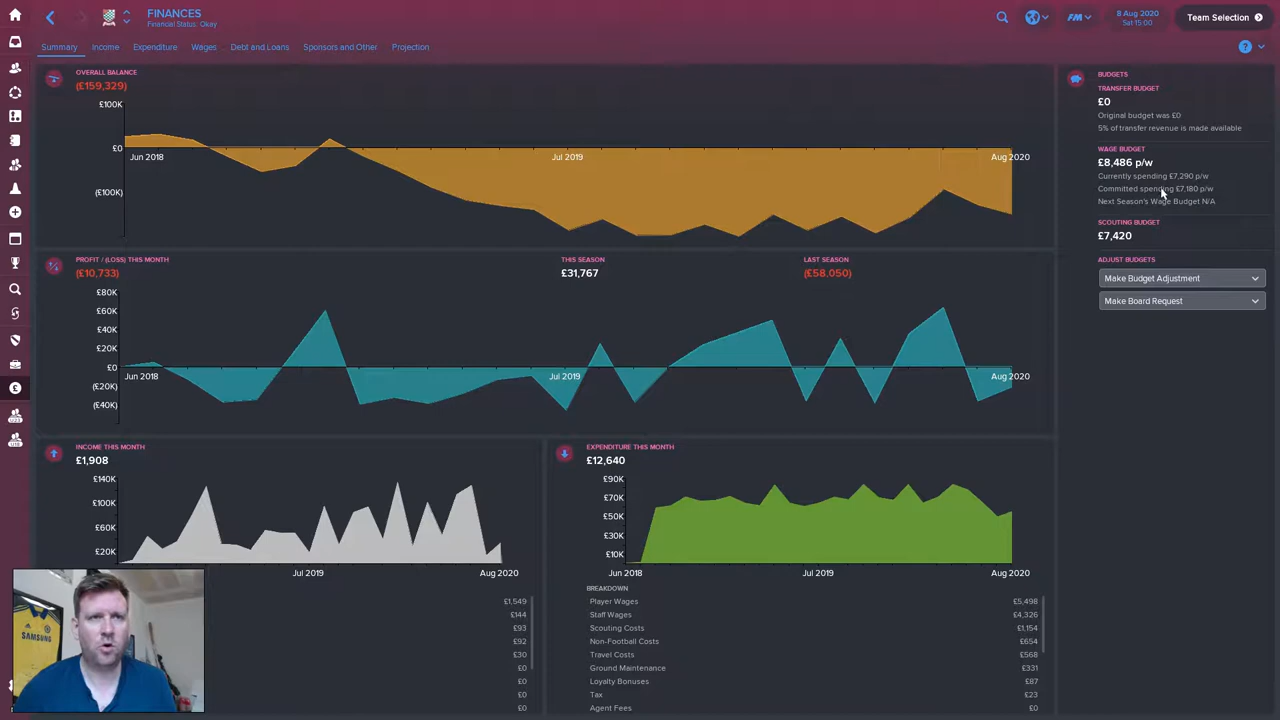 FINANCES
Financial Status: Okay
FM
8 Aug 2020
Sat 15:00
Team Selection
Summary
Income
Expenditure
Wages
Debt and Loans
Sponsors and Other
Projection
?
OVERALL BALANCE
(£159,329)
£100K
£0
(£100K)
Jun 2018
Jul 2019
Aug 2020
BUDGETS
TRANSFER BUDGET
£0
Original budget was £0
5% of transfer revenue is made available
WAGE BUDGET
£8,486 p/w
Currently spending £7,290 p/w
Committed spending £7,180 p/w
Next Season's Wage Budget N/A
SCOUTING BUDGET
£7,420
ADJUST BUDGETS
Make Budget Adjustment
Make Board Request
PROFIT / (LOSS) THIS MONTH
(£10,733)
THIS SEASON
£31,767
LAST SEASON
(£58,050)
£80K
£60K
£40K
£20K
£0
(£20K)
(£40K)
Jun 2018
Jul 2019
Aug 2020
INCOME THIS MONTH
£1,908
£140K
£100K
£60K
£20K
Jul 2019
Aug 2020
£1,549
£144
£93
£92
£30
£0
£0
£0
£0
EXPENDITURE THIS MONTH
£12,640
£90K
£70K
£50K
£30K
£10K
Jun 2018
Jul 2019
Aug 2020
BREAKDOWN
Player Wages £5,498
Staff Wages £4,326
Scouting Costs £1,154
Non-Football Costs £654
Travel Costs £568
Ground Maintenance £331
Loyalty Bonuses £87
Tax £23
Agent Fees £0
SAMSUNG